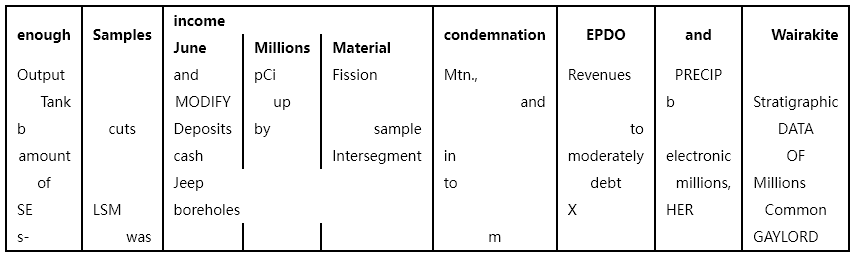 income
enough Samples condemnation EPDO and Wairakite
June Millions Material
Output and pCi Fission Mtn., Revenues PRECIP
Tank MODIFY up and b Stratigraphic
b cuts Deposits by sample to DATA
amount cash Intersegment in moderately electronic OF
of Jeep to debt millions, Millions
SE LSM boreholes X HER Common
s- was m GAYLORD